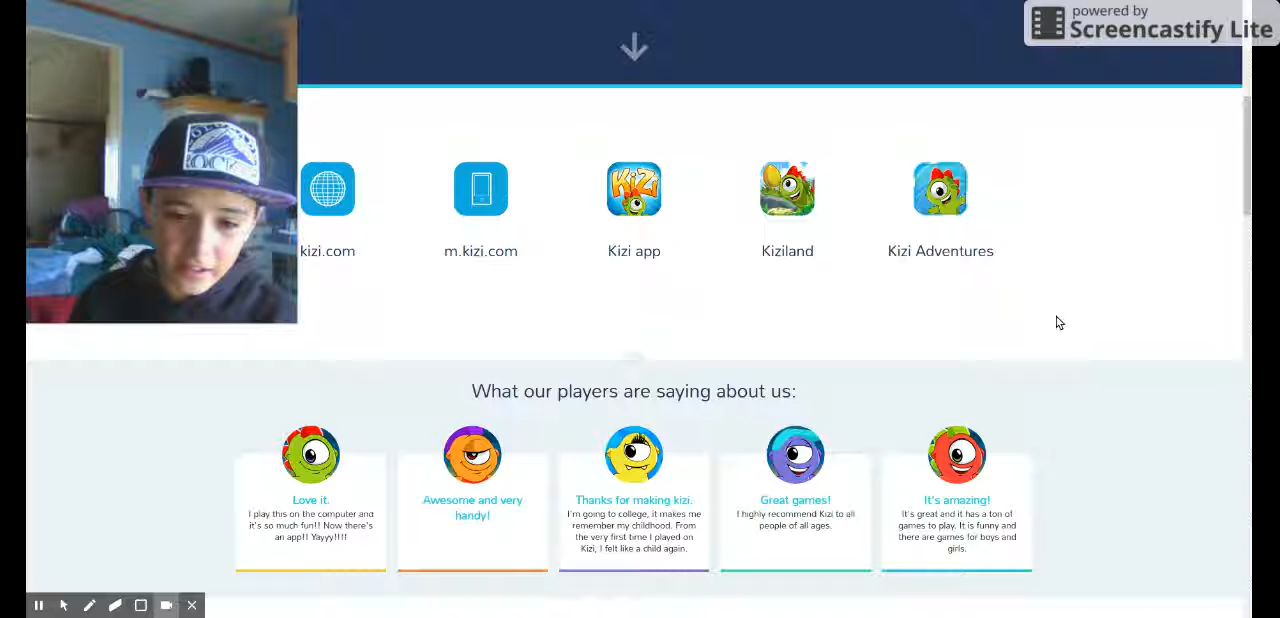 powered by
Screencastify Lite
KiZi
kizi.com
m.kizi.com
Kizi app
Kiziland
Kizi Adventures
What our players are saying about us:
Love it.
I play this on the computer and
it's so much fun!! Now there's
an app!! Yayyy!!!!
Awesome and very
handy!
Thanks for making kizi.
I'm going to college, it makes me
remember my childhood. From
the very first time I played on
Kizi, I felt like a child again.
Great games!
I highly recommend Kizi to all
people of all ages.
It's amazing!
It's great and it has a ton of
games to play. It is funny and
there are games for boys and
girls.